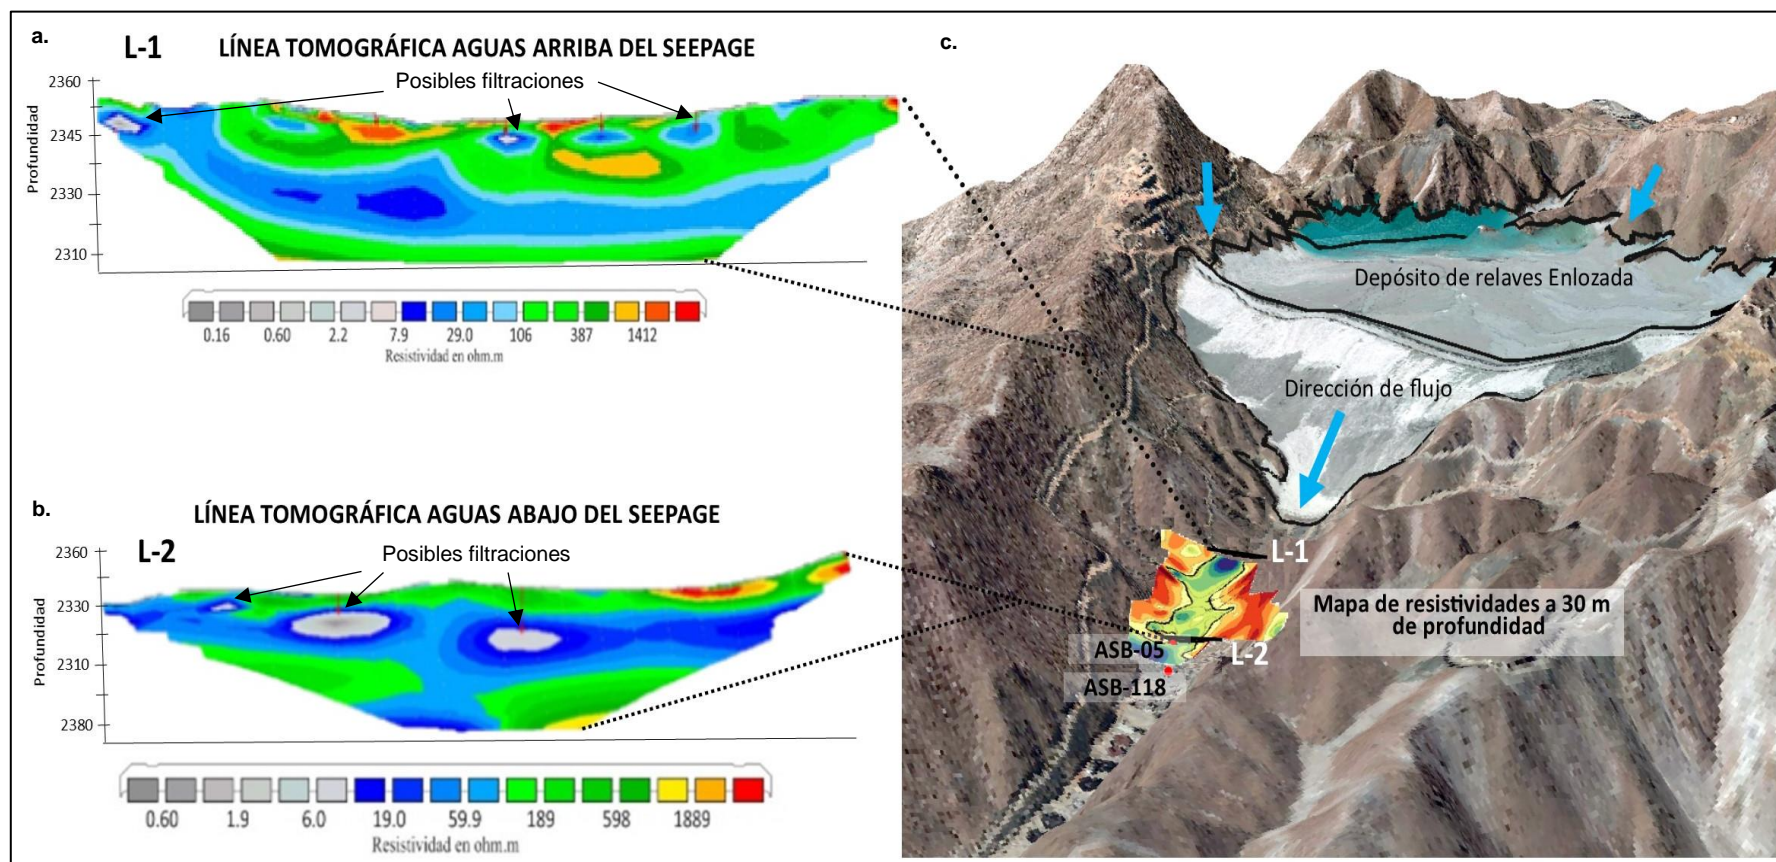 a.
L-1
LÍNEA TOMOGRÁFICA AGUAS ARRIBA DEL SEEPAGE
Posibles filtraciones
Profundidad
2360
2345
2330
2310
0.16 0.60 2.2 7.9 29.0 106 387 1412
Resistividad en ohm.m
b.
LÍNEA TOMOGRÁFICA AGUAS ABAJO DEL SEEPAGE
L-2
Posibles filtraciones
Profundidad
2360
2330
2310
2380
0.60 1.9 6.0 19.0 59.9 189 598 1889
Resistividad en ohm.m
c.
Depósito de relaves Enlozada
Dirección de flujo
L-1
Mapa de resistividades a 30 m
de profundidad
ASB-05
L-2
ASB-118